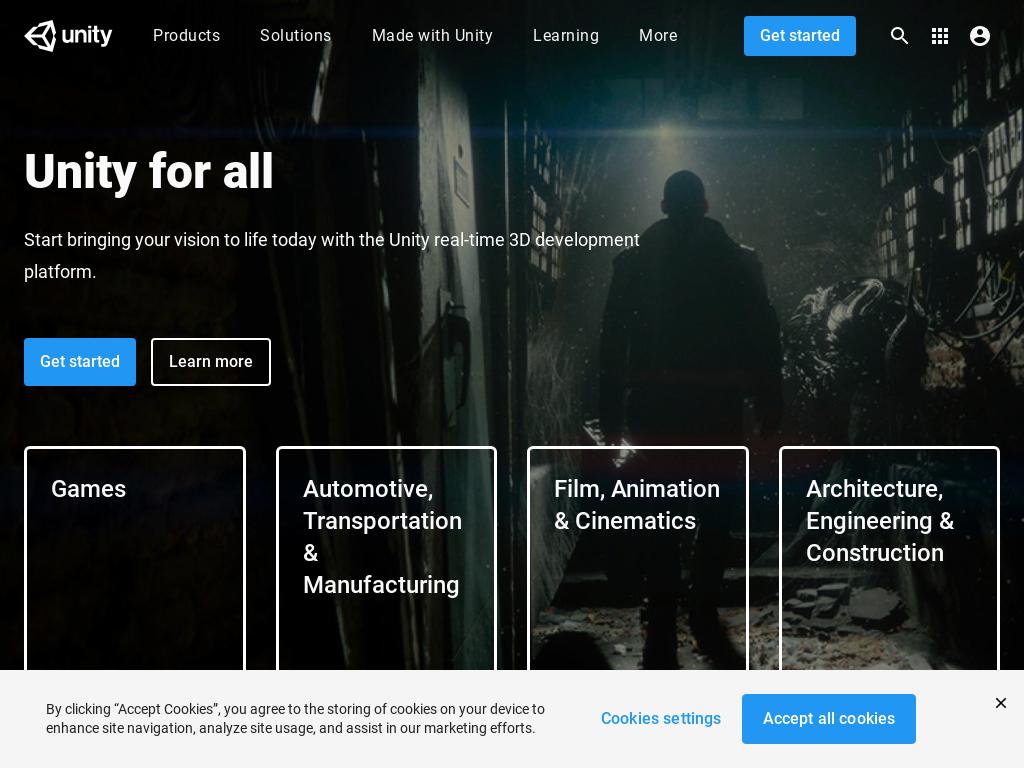 unity
Products
Solutions
Made with Unity
Learning
More
Get started
Unity for all
Start bringing your vision to life today with the Unity real-time 3D development
platform.
Get started
Learn more
Games
Automotive,
Transportation
&
Manufacturing
Film, Animation
& Cinematics
Architecture,
Engineering &
Construction
By clicking “Accept Cookies”, you agree to the storing of cookies on your device to
enhance site navigation, analyze site usage, and assist in our marketing efforts.
Cookies settings
Accept all cookies